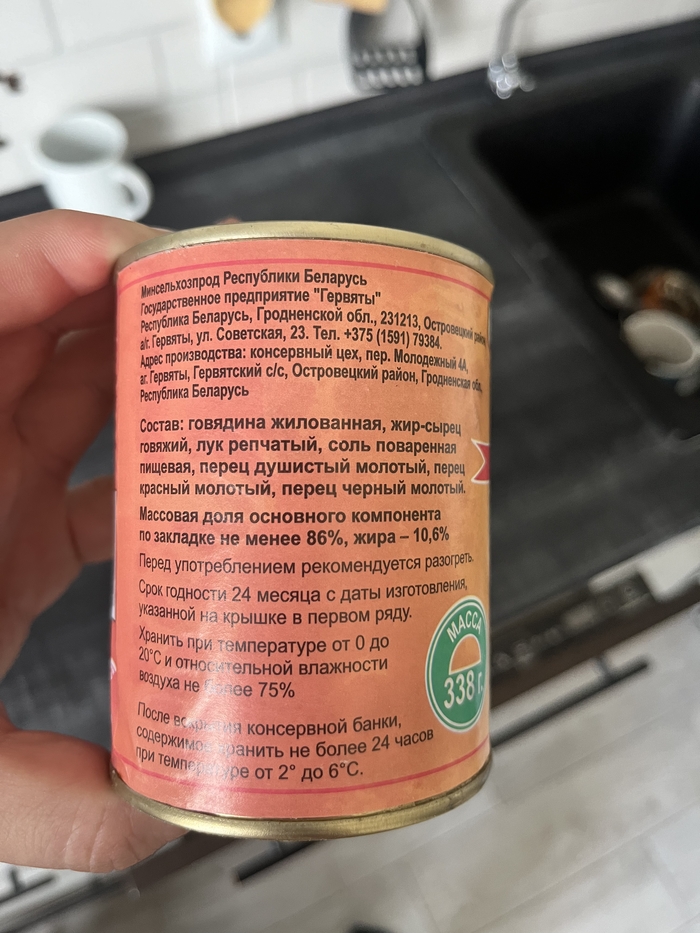 Минсельхозпрод Республики Беларусь
Государственное предприятие "Гервяты"
Республика Беларусь, Гродненской обл., 231213, Островецкий район,
а/г. Гервяты, ул. Советская, 23. Тел. +375 (1591) 79384.
Адрес производства: консервный цех, пер. Молодежный 4А,
аг. Гервяты, Гервятский с/с, Островецкий район, Гродненская обл.,
Республика Беларусь
Состав: говядина жилованная, жир-сырец
говяжий, лук репчатый, соль поваренная
пищевая, перец душистый молотый, перец
красный молотый, перец черный молотый.
Массовая доля основного компонента
по закладке не менее 86%, жира – 10,6%
Перед употреблением рекомендуется разогреть.
Срок годности 24 месяца с даты изготовления,
указанной на крышке в первом ряду.
Хранить при температуре от 0 до
20°С и относительной влажности
воздуха не более 75%
МАССА
338 г.
После вскрытия консервной банки,
содержимое хранить не более 24 часов
при температуре от 2° до 6°С.